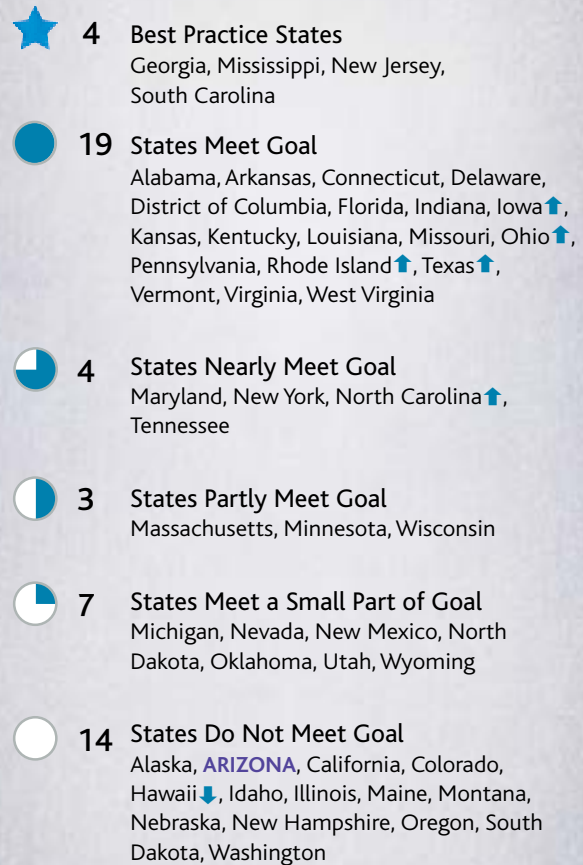 4 Best Practice States
Georgia, Mississippi, New Jersey,
South Carolina
19 States Meet Goal
Alabama, Arkansas, Connecticut, Delaware,
District of Columbia, Florida, Indiana, Iowa⬆,
Kansas, Kentucky, Louisiana, Missouri, Ohio⬆,
Pennsylvania, Rhode Island⬆, Texas⬆,
Vermont, Virginia, West Virginia
4 States Nearly Meet Goal
Maryland, New York, North Carolina⬆,
Tennessee
3 States Partly Meet Goal
Massachusetts, Minnesota, Wisconsin
7 States Meet a Small Part of Goal
Michigan, Nevada, New Mexico, North
Dakota, Oklahoma, Utah, Wyoming
14 States Do Not Meet Goal
Alaska, ARIZONA, California, Colorado,
Hawaii⬇, Idaho, Illinois, Maine, Montana,
Nebraska, New Hampshire, Oregon, South
Dakota, Washington